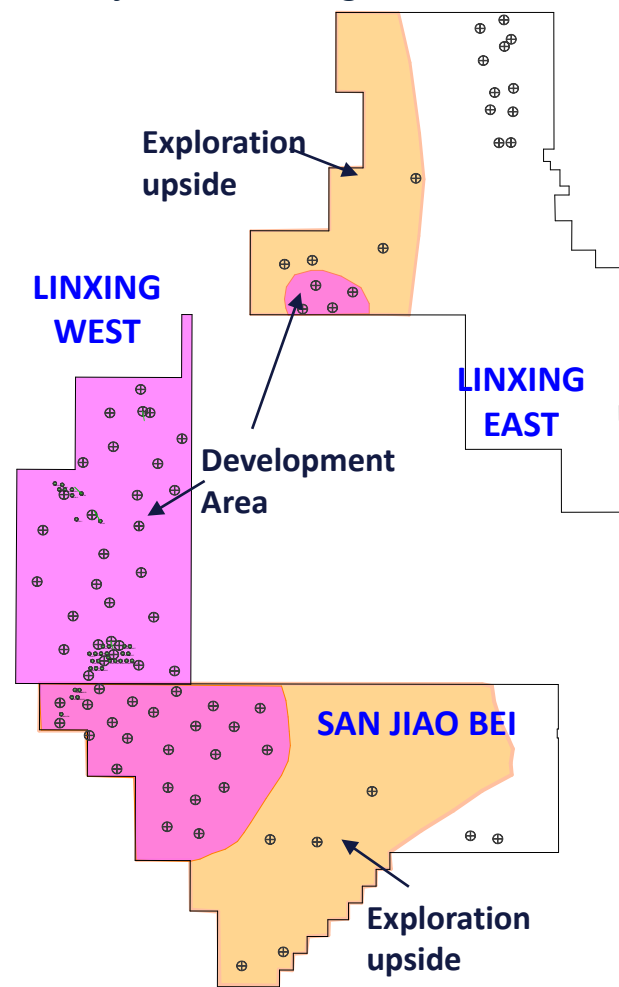 Exploration
upside
LINXING
WEST
LINXING
EAST
Development
Area
SAN JIAO BEI
Exploration
upside